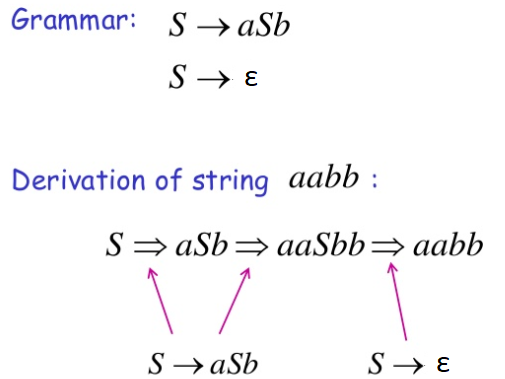 Grammar: S → aSb
S → ε
Derivation of string aabb :
S ⇒ aSb ⇒ aaSbb ⇒ aabb
S → aSb S → ε